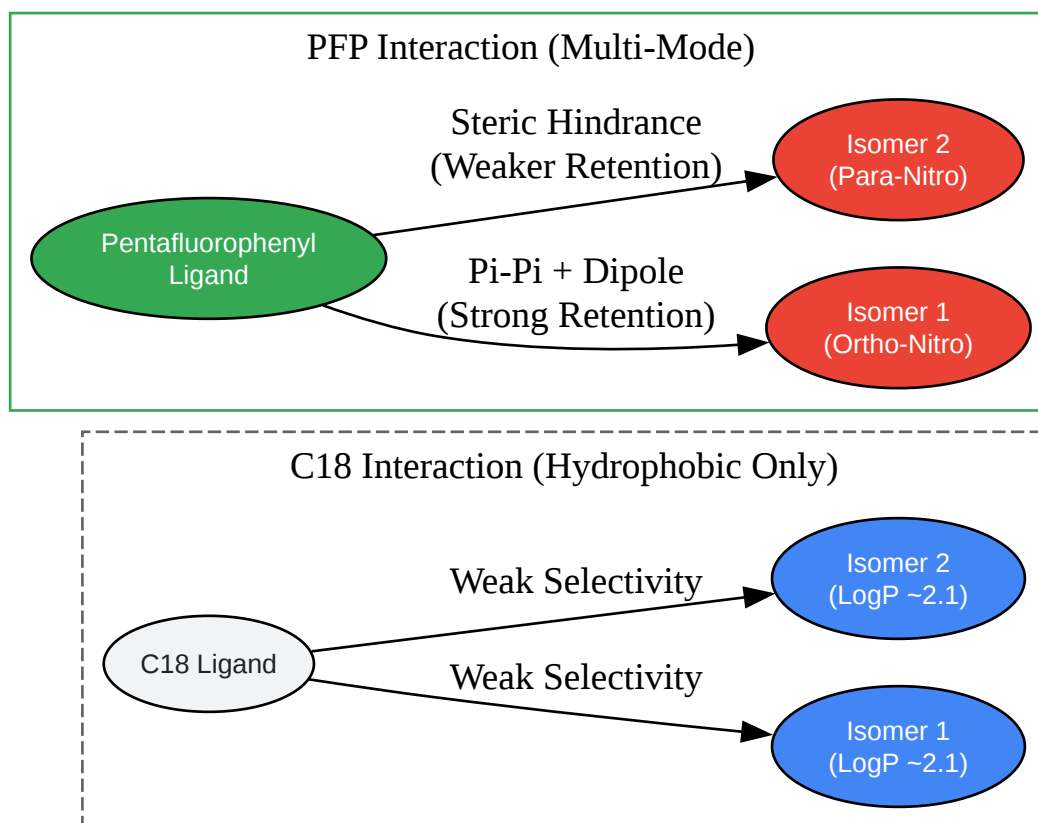 PFP Interaction (Multi-Mode)
Steric Hindrance
(Weaker Retention)
Isomer 2
(Para-Nitro)
Pentafluorophenyl
Ligand
Pi-Pi + Dipole
(Strong Retention)
Isomer 1
(Ortho-Nitro)
C18 Interaction (Hydrophobic Only)
Weak Selectivity
Isomer 2
(LogP ~2.1)
C18 Ligand
Weak Selectivity
Isomer 1
(LogP ~2.1)